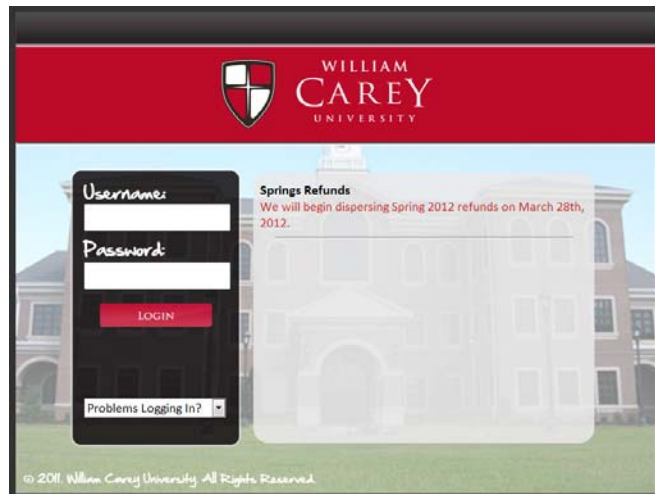 WILLIAM
CAREY
UNIVERSITY
Username:
Password:
LOGIN
Problems Logging In?
Springs Refunds
We will begin dispersing Spring 2012 refunds on March 28th,
2012.
© 2011. William Carey University. All Rights Reserved.